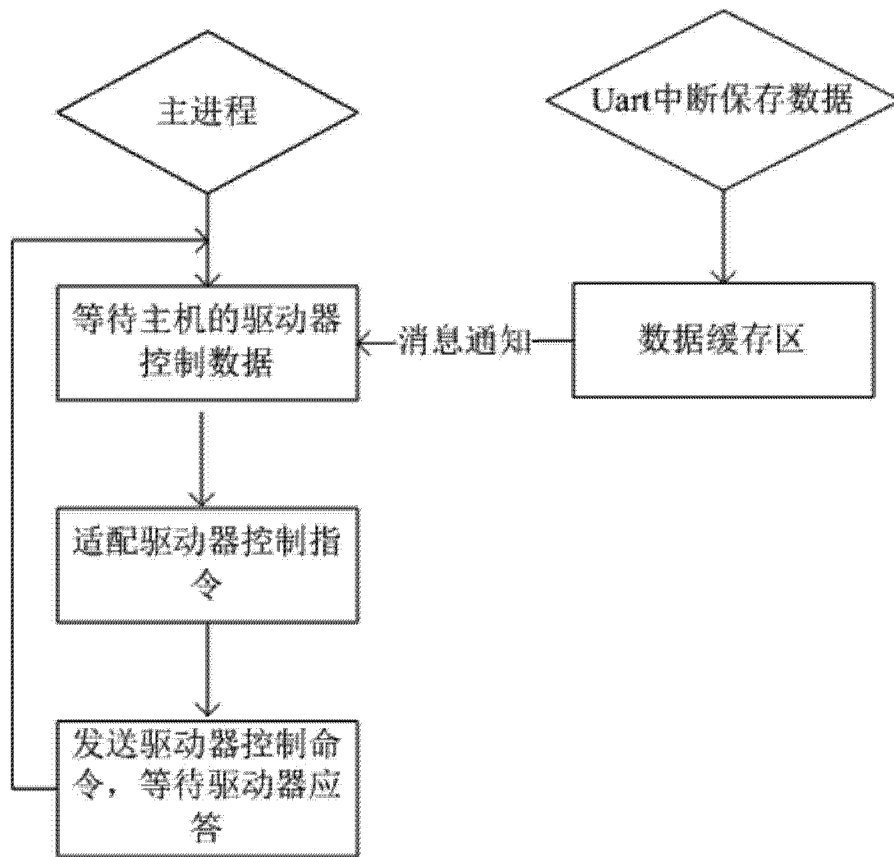 主进程
Uart中断保存数据
等待主机的驱动器
控制数据
消息通知
数据缓存区
适配驱动器控制指
令
发送驱动器控制命
令，等待驱动器应
答